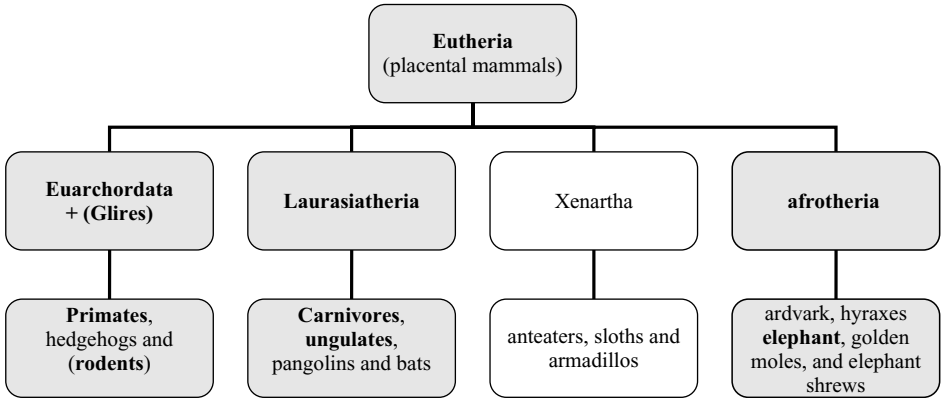 Eutheria
(placental mammals)
Euarchordata
+ (Glires)
Laurasiatheria
Xenartha
afrotheria
Primates,
hedgehogs and
(rodents)
Carnivores,
ungulates,
pangolins and bats
anteaters, sloths and
armadillos
ardvark, hyraxes
elephant, golden
moles, and elephant
shrews